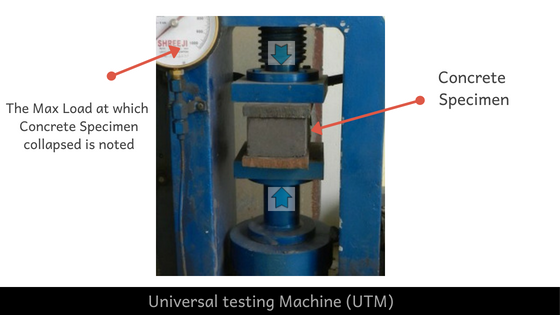 SHREEJI
The Max Load at which
Concrete Specimen
collapsed is noted
Concrete
Specimen
Universal testing Machine (UTM)